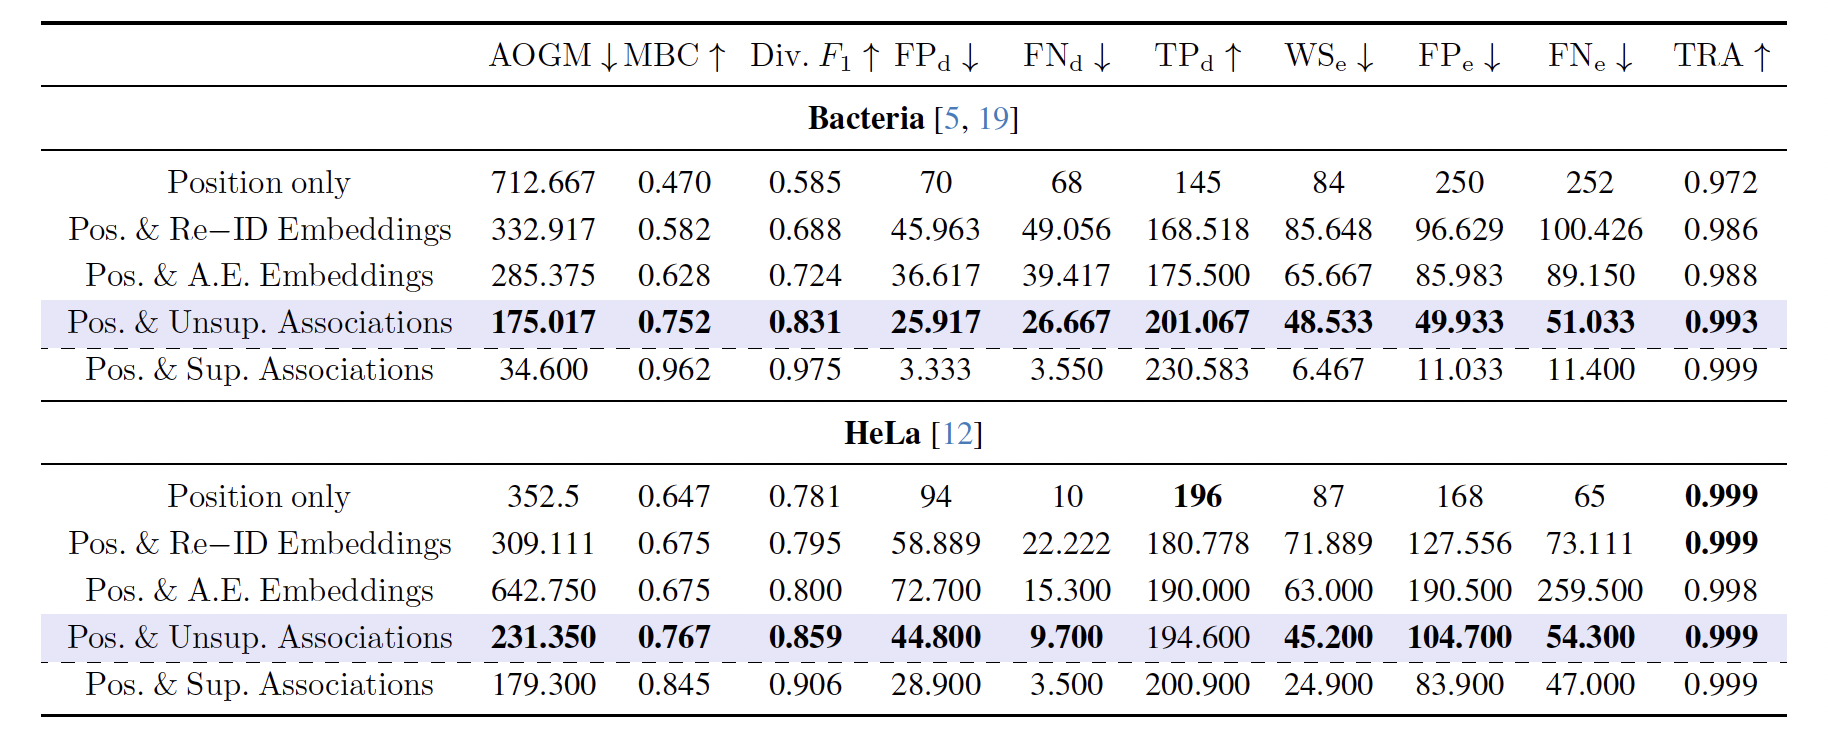 AOGM ↓ MBC ↑ Div. F₁ ↑ FP_d ↓ FN_d ↓ TP_d ↑ WS_e ↓ FP_e ↓ FN_e ↓ TRA ↑
Bacteria [5, 19]
Position only 712.667 0.470 0.585 70 68 145 84 250 252 0.972
Pos. & Re−ID Embeddings 332.917 0.582 0.688 45.963 49.056 168.518 85.648 96.629 100.426 0.986
Pos. & A.E. Embeddings 285.375 0.628 0.724 36.617 39.417 175.500 65.667 85.983 89.150 0.988
Pos. & Unsup. Associations 175.017 0.752 0.831 25.917 26.667 201.067 48.533 49.933 51.033 0.993
Pos. & Sup. Associations 34.600 0.962 0.975 3.333 3.550 230.583 6.467 11.033 11.400 0.999
HeLa [12]
Position only 352.5 0.647 0.781 94 10 196 87 168 65 0.999
Pos. & Re−ID Embeddings 309.111 0.675 0.795 58.889 22.222 180.778 71.889 127.556 73.111 0.999
Pos. & A.E. Embeddings 642.750 0.675 0.800 72.700 15.300 190.000 63.000 190.500 259.500 0.998
Pos. & Unsup. Associations 231.350 0.767 0.859 44.800 9.700 194.600 45.200 104.700 54.300 0.999
Pos. & Sup. Associations 179.300 0.845 0.906 28.900 3.500 200.900 24.900 83.900 47.000 0.999